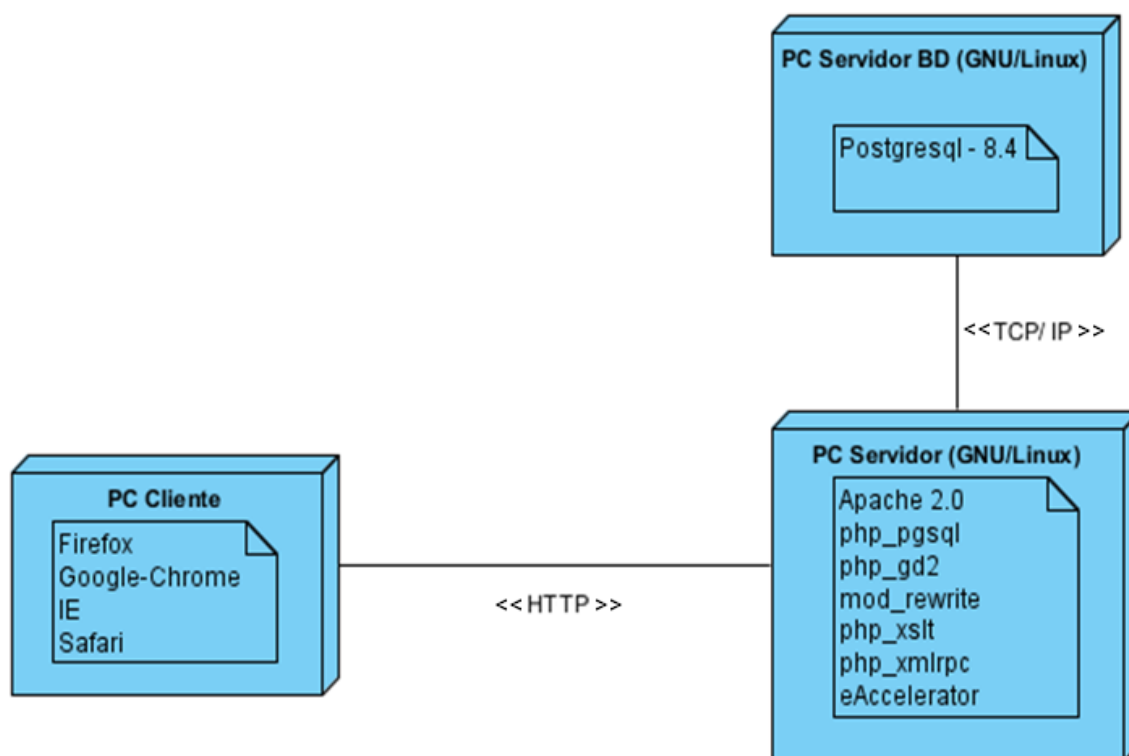 PC Servidor BD (GNU/Linux)
Postgresql - 8.4
<<TCP/ IP >>
PC Cliente
Firefox
Google-Chrome
IE
Safari
<<HTTP >>
PC Servidor (GNU/Linux)
Apache 2.0
php_pgsql
php_gd2
mod_rewrite
php_xslt
php_xmlrpc
eAccelerator